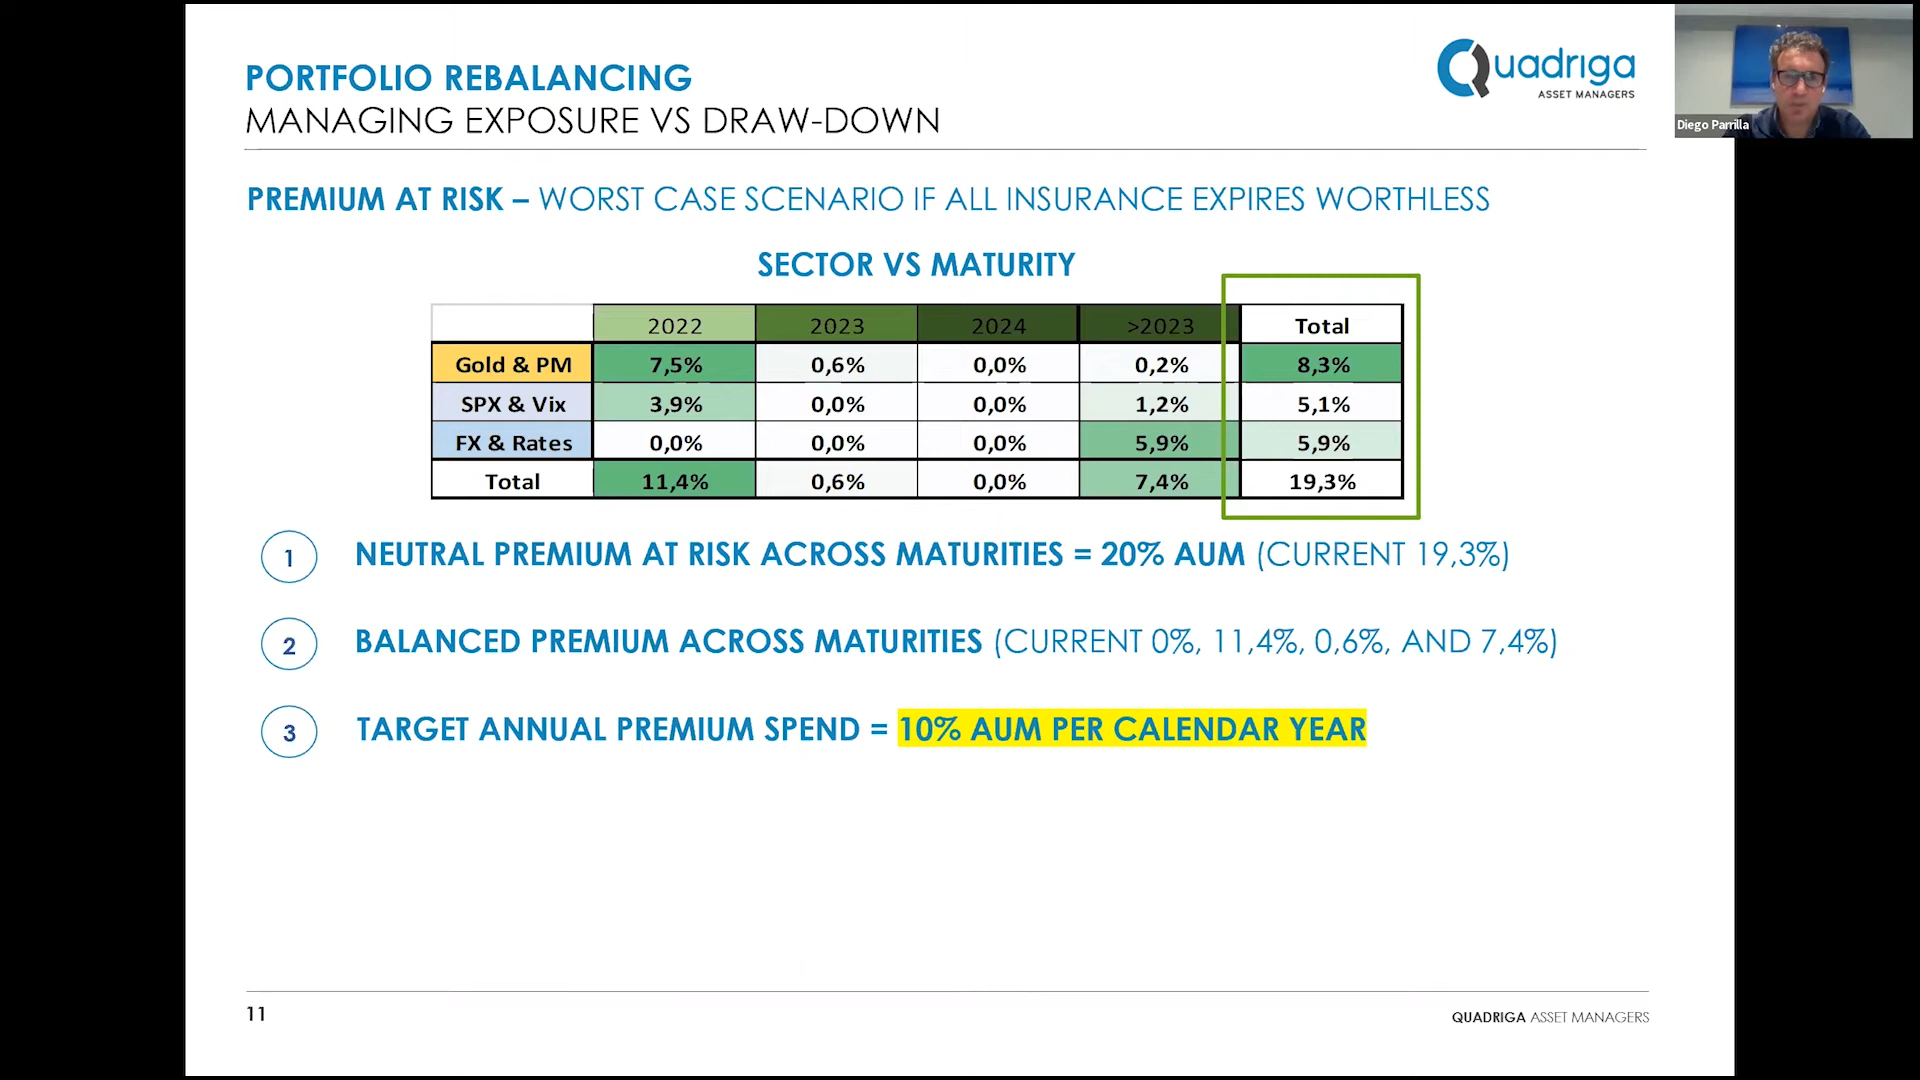 PORTFOLIO REBALANCING
MANAGING EXPOSURE VS DRAW-DOWN
Quadriga
ASSET MANAGERS
Diego Parrilla
PREMIUM AT RISK – WORST CASE SCENARIO IF ALL INSURANCE EXPIRES WORTHLESS
SECTOR VS MATURITY
2022 2023 2024 >2023 Total
Gold & PM 7,5% 0,6% 0,0% 0,2% 8,3%
SPX & Vix 3,9% 0,0% 0,0% 1,2% 5,1%
FX & Rates 0,0% 0,0% 0,0% 5,9% 5,9%
Total 11,4% 0,6% 0,0% 7,4% 19,3%
1 NEUTRAL PREMIUM AT RISK ACROSS MATURITIES = 20% AUM (CURRENT 19,3%)
2 BALANCED PREMIUM ACROSS MATURITIES (CURRENT 0%, 11,4%, 0,6%, AND 7,4%)
3 TARGET ANNUAL PREMIUM SPEND = 10% AUM PER CALENDAR YEAR
11
QUADRIGA ASSET MANAGERS